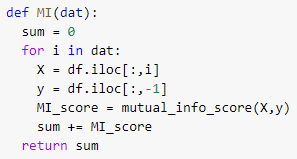 def MI(dat):
  sum = 0
  for i in dat:
    X = df.iloc[:,i]
    y = df.iloc[:,-1]
    MI_score = mutual_info_score(X,y)
    sum += MI_score
  return sum